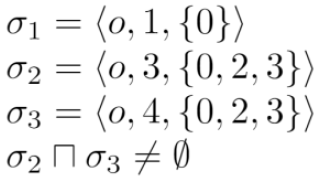 σ₁ = ⟨o, 1, {0}⟩
σ₂ = ⟨o, 3, {0, 2, 3}⟩
σ₃ = ⟨o, 4, {0, 2, 3}⟩
σ₂ ⊓ σ₃ ≠ ∅